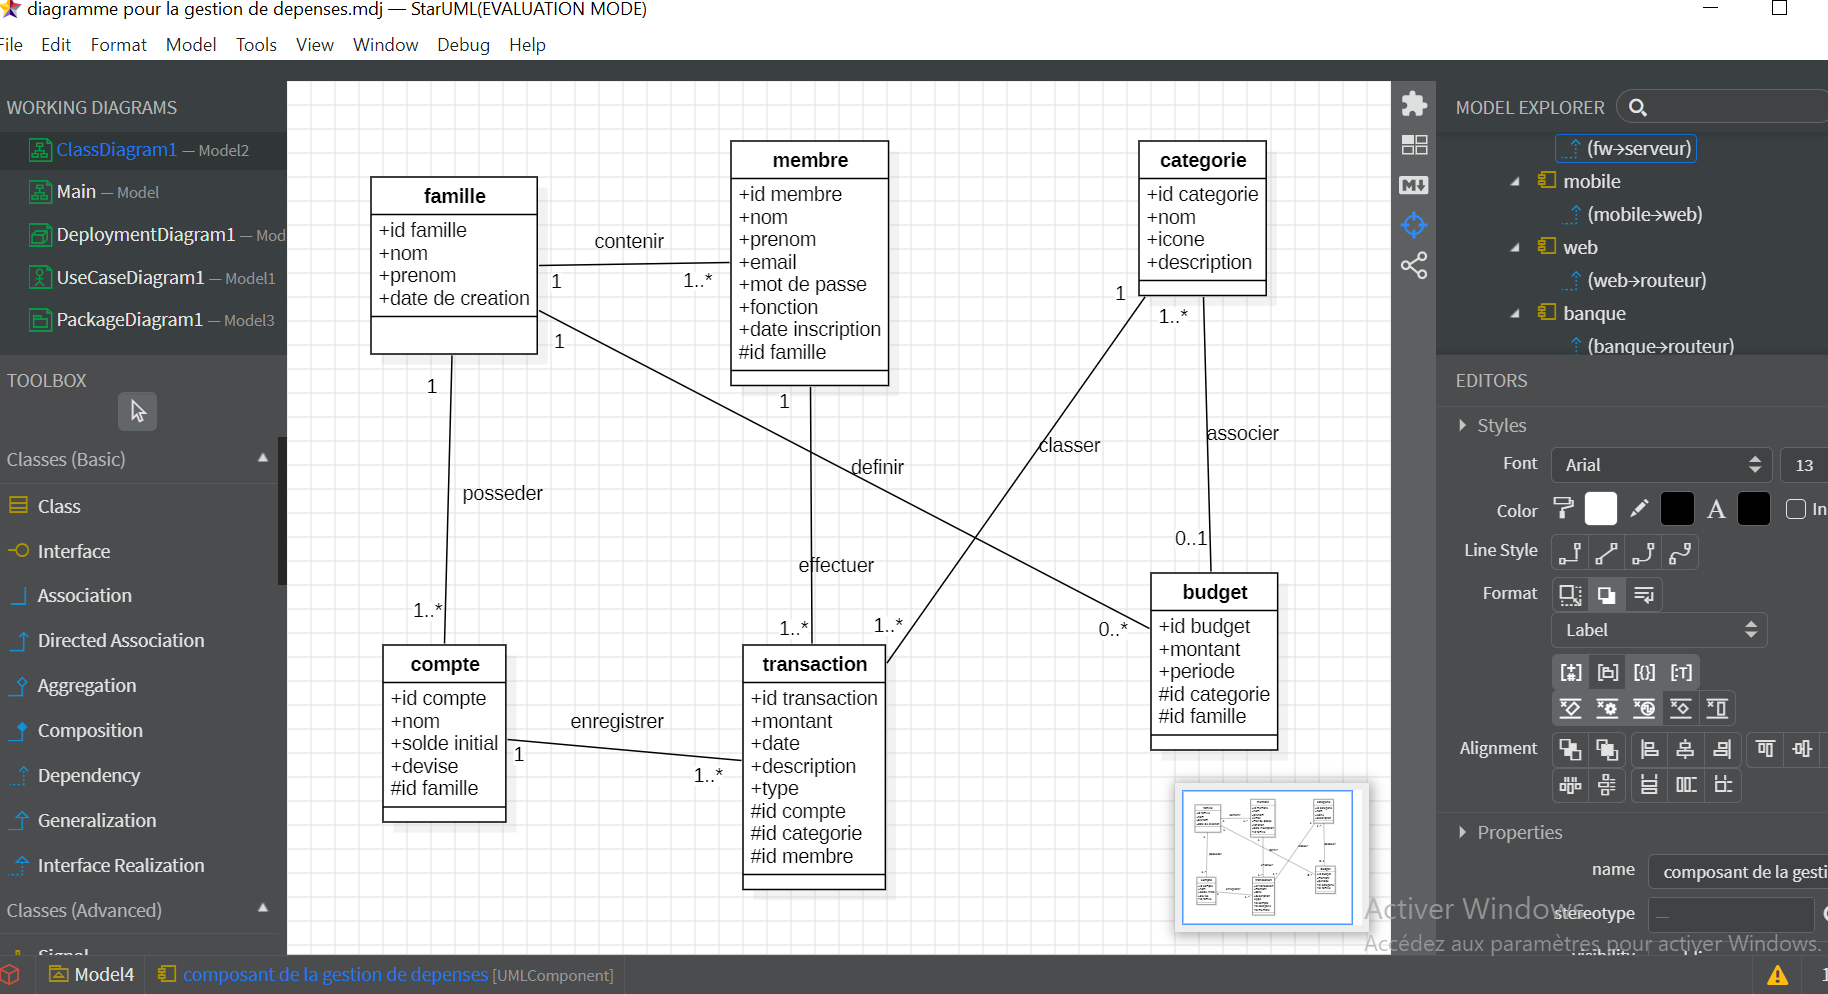 diagramme pour la gestion de depenses.mdj — StarUML(EVALUATION MODE)
File Edit Format Model Tools View Window Debug Help
WORKING DIAGRAMS
ClassDiagram1 — Model2
Main — Model
DeploymentDiagram1 — Mod
UseCaseDiagram1 — Model1
PackageDiagram1 — Model3
TOOLBOX
Classes (Basic)
Class
Interface
Association
Directed Association
Aggregation
Composition
Dependency
Generalization
Interface Realization
Classes (Advanced)
Signal
famille
+id famille
+nom
+prenom
+date de creation
contenir
1
1..*
membre
+id membre
+nom
+prenom
+email
+mot de passe
+fonction
+date inscription
#id famille
categorie
+id categorie
+nom
+icone
+description
1
1..*
1
1
1
posseder
definir
classer
associer
effectuer
0..1
1..*
1..*
1..*
0..*
compte
+id compte
+nom
+solde initial
+devise
#id famille
enregistrer
1
1..*
transaction
+id transaction
+montant
+date
+description
+type
#id compte
#id categorie
#id membre
budget
+id budget
+montant
+periode
#id categorie
#id famille
MODEL EXPLORER
(fw→serveur)
mobile
(mobile→web)
web
(web→routeur)
banque
(banque→routeur)
EDITORS
Styles
Font Arial 13
Color A In
Line Style
Format
Label
Alignment
Properties
name composant de la gesti
stereotype —
Activer Windows
Accédez aux paramètres pour activer Windows.
Model4 composant de la gestion de depenses [UMLComponent]